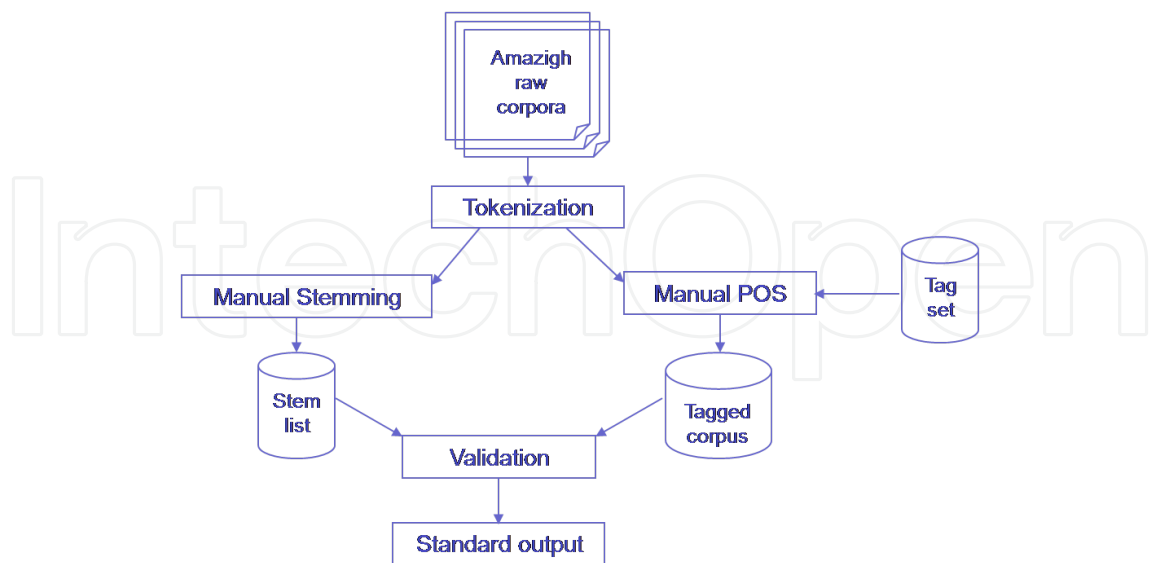 Amazigh
raw
corpora
Tokenization
Manual Stemming
Manual POS
Tag
set
Stem
list
Tagged
corpus
Validation
Standard output
IntechOpen